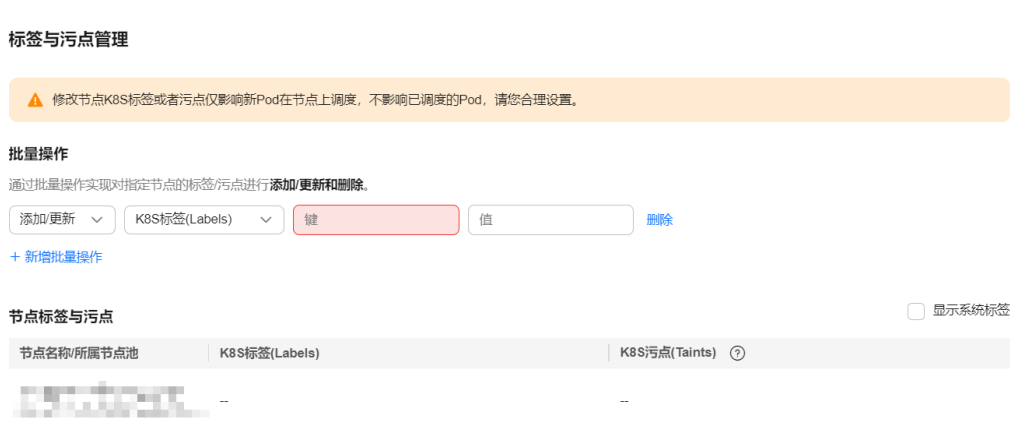 标签与污点管理
修改节点K8S标签或者污点仅影响新Pod在节点上调度，不影响已调度的Pod，请您合理设置。
批量操作
通过批量操作实现对指定节点的标签/污点进行添加/更新和删除。
添加/更新 K8S标签(Labels) 键 值 删除
+ 新增批量操作
节点标签与污点 显示系统标签
节点名称/所属节点池 K8S标签(Labels) K8S污点(Taints) ?
-- --